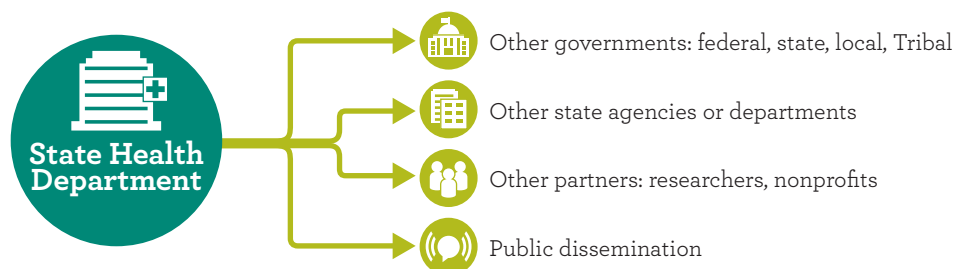 State Health
Department
Other governments: federal, state, local, Tribal
Other state agencies or departments
Other partners: researchers, nonprofits
Public dissemination